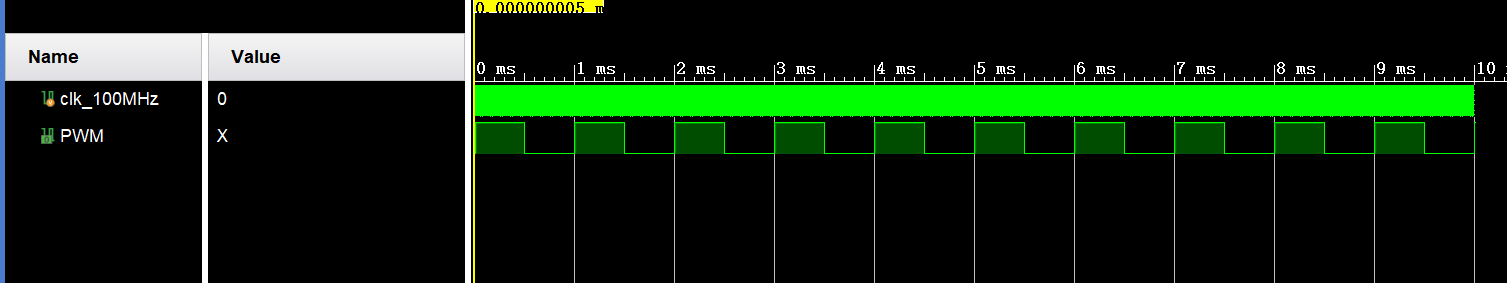 0.000000005 m
Name Value
0 ms 1 ms 2 ms 3 ms 4 ms 5 ms 6 ms 7 ms 8 ms 9 ms 10
clk_100MHz 0
PWM X